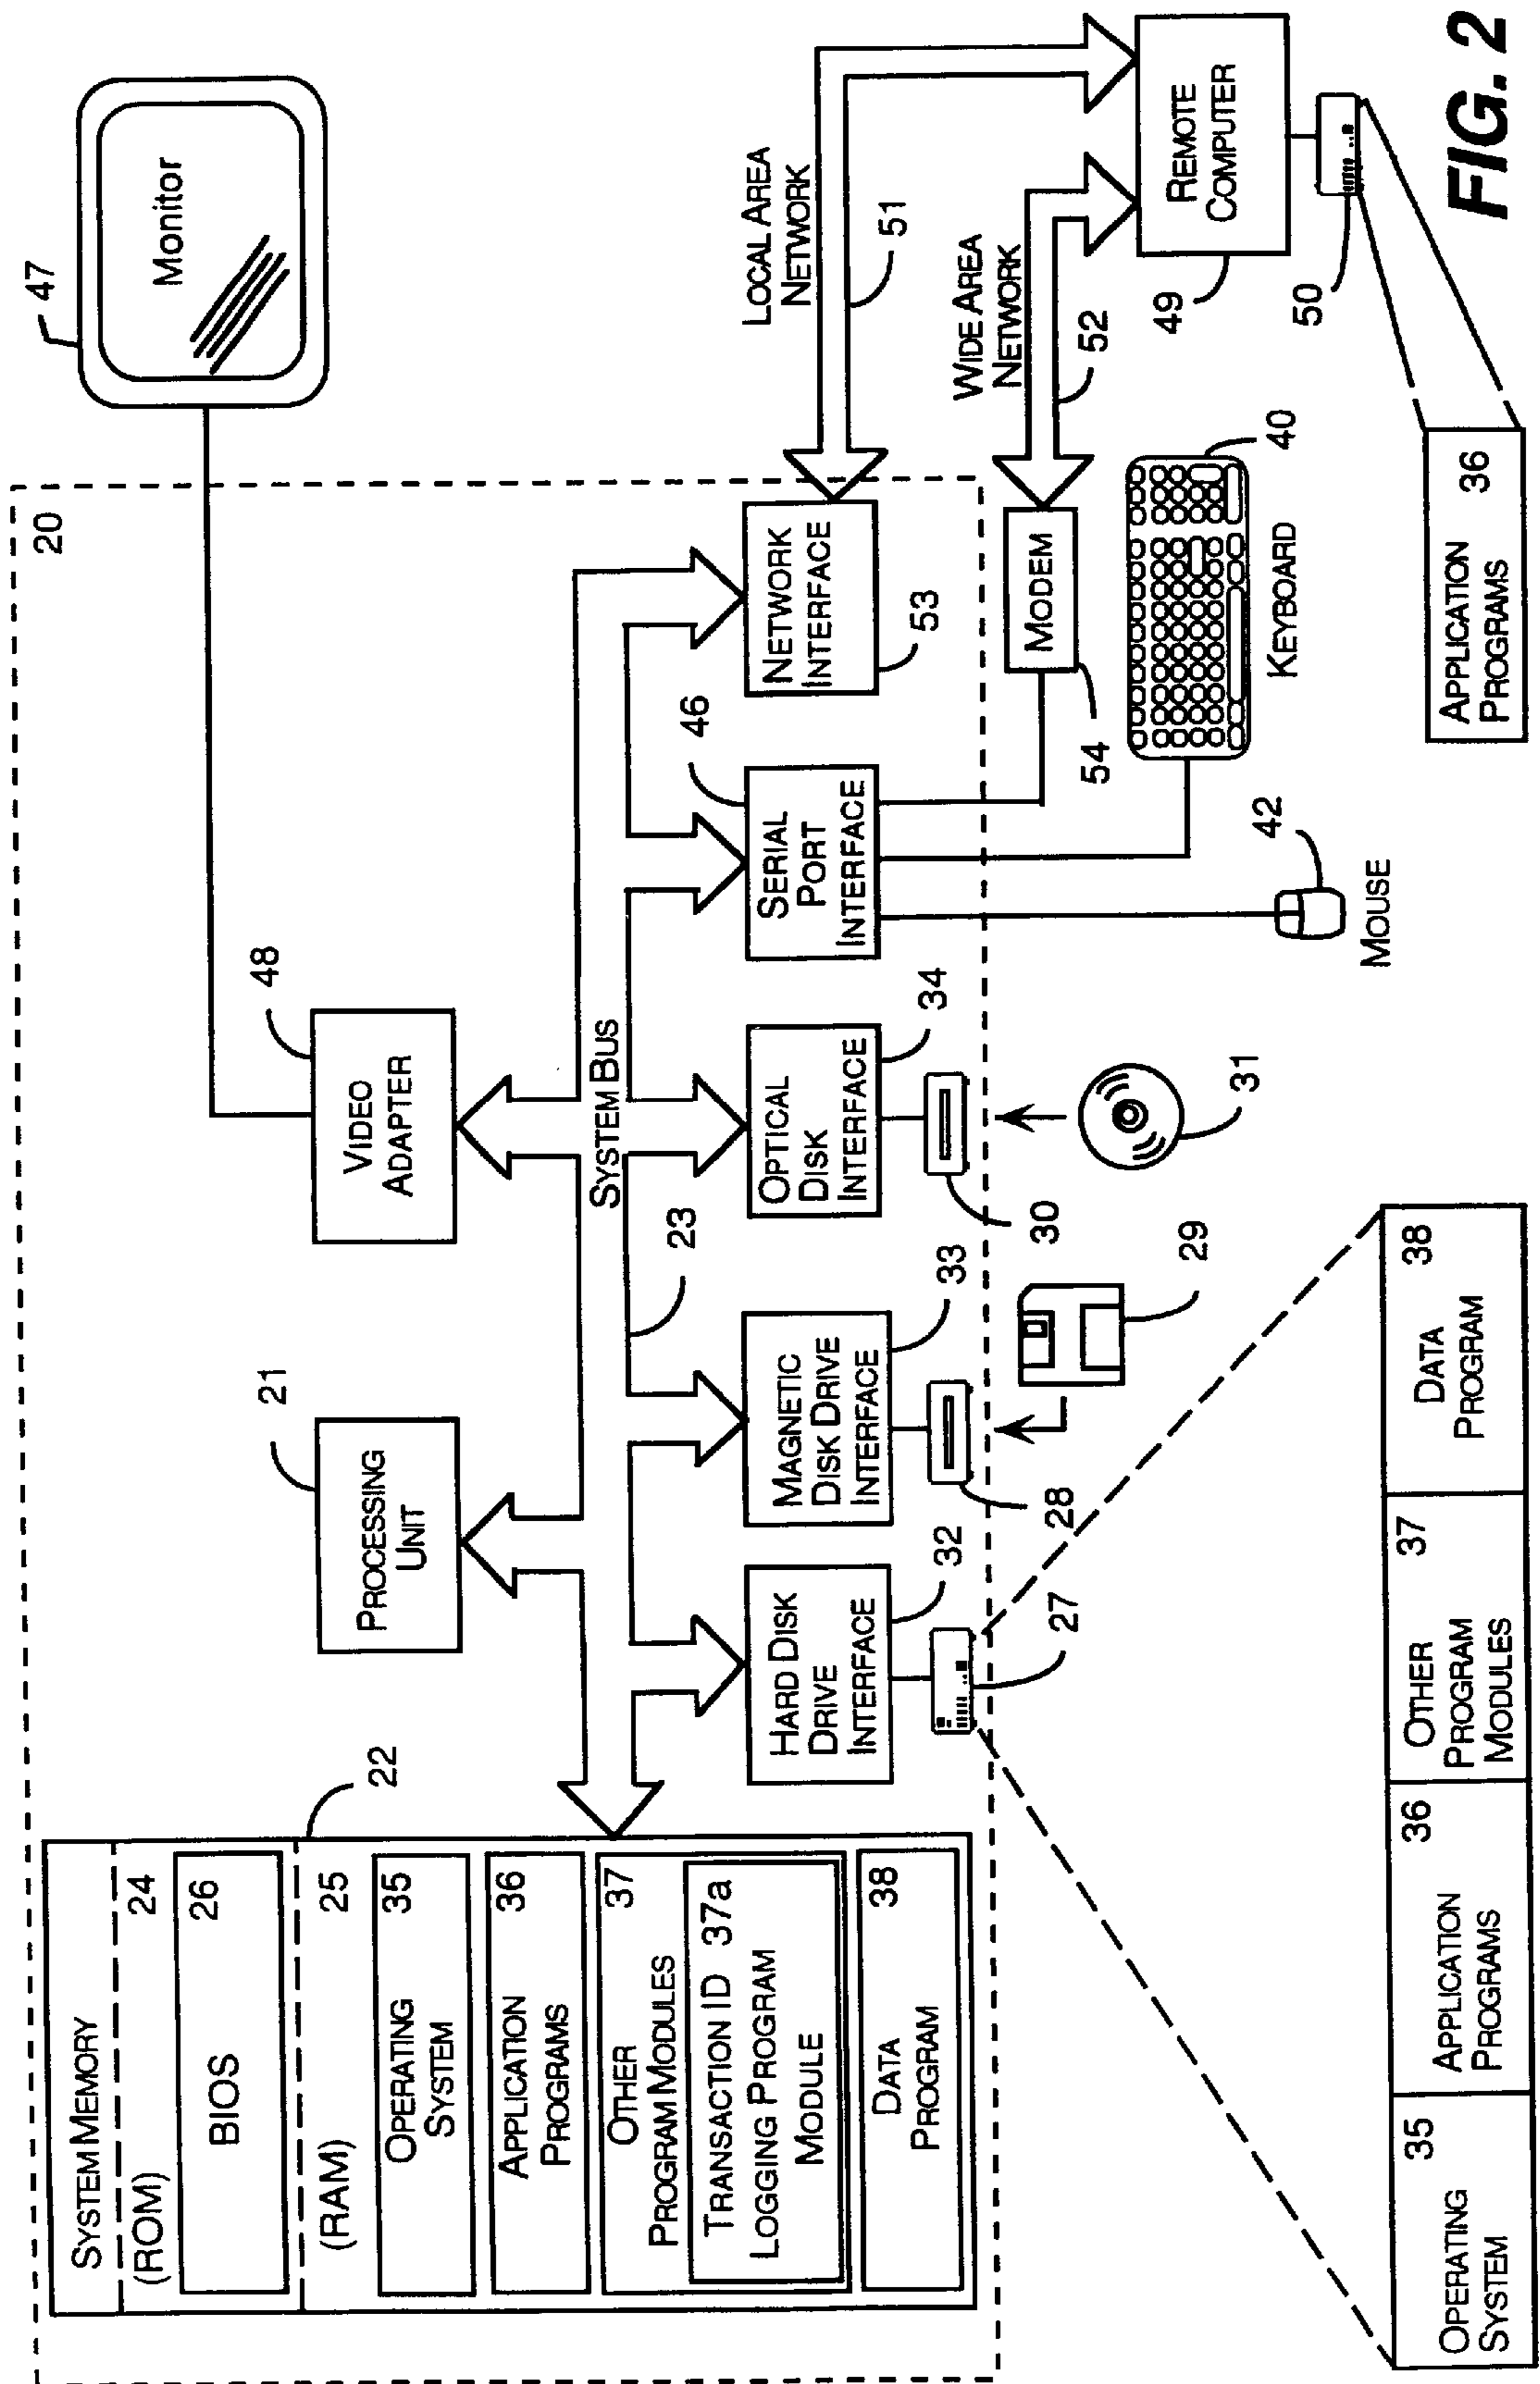 20
47
Monitor
SYSTEM MEMORY
(ROM) 24
BIOS 26
(RAM) 25
OPERATING
SYSTEM
35
APPLICATION
PROGRAMS
36
OTHER
PROGRAM MODULES
37
TRANSACTION ID 37a
LOGGING PROGRAM
MODULE
DATA
PROGRAM
38
22
PROCESSING
UNIT
21
VIDEO
ADAPTER
48
SYSTEM BUS
23
HARD DISK
DRIVE
INTERFACE
32
MAGNETIC
DISK DRIVE
INTERFACE
33
OPTICAL
DISK
INTERFACE
34
SERIAL
PORT
INTERFACE
46
NETWORK
INTERFACE
53
LOCAL AREA
NETWORK
51
WIDE AREA
NETWORK
52
MODEM
54
27
28
29
30
31
MOUSE
42
KEYBOARD
40
REMOTE
COMPUTER
49
50
OPERATING
SYSTEM
35
APPLICATION
PROGRAMS
36
OTHER
PROGRAM
MODULES
37
DATA
PROGRAM
38
APPLICATION
PROGRAMS
36
FIG. 2